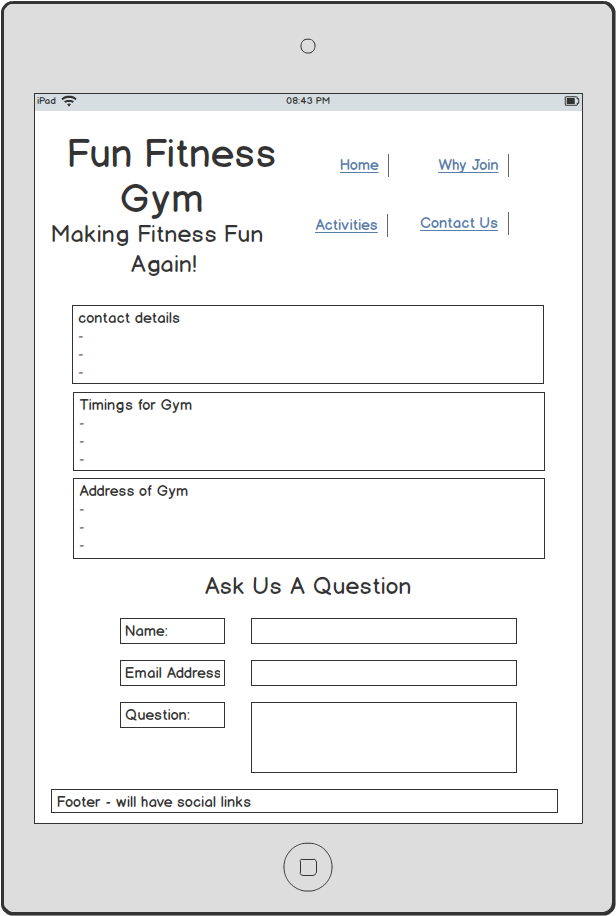 iPad 08:43 PM
Fun Fitness
Gym
Making Fitness Fun
Again!
Home
Why Join
Activities
Contact Us
contact details
-
-
-
Timings for Gym
-
-
-
Address of Gym
-
-
-
Ask Us A Question
Name:
Email Address
Question:
Footer - will have social links